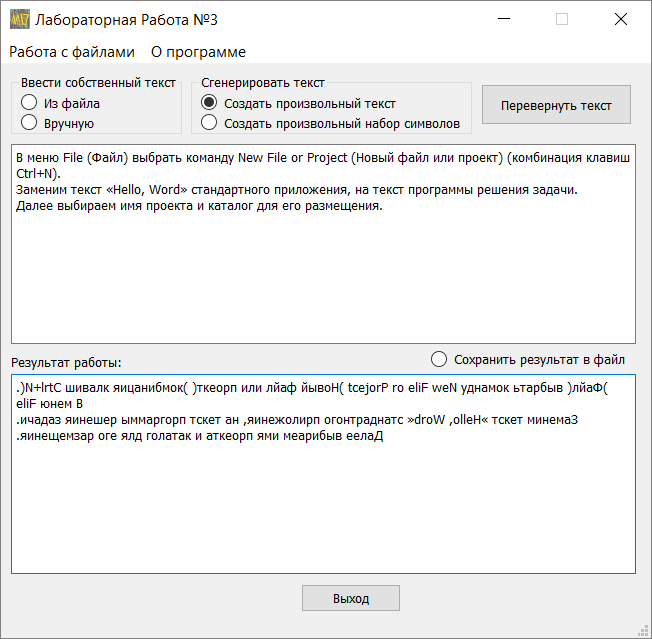 Лабораторная Работа №3
Работа с файлами О программе
Ввести собственный текст Сгенерировать текст
Из файла Создать произвольный текст Перевернуть текст
Вручную Создать произвольный набор символов
В меню File (Файл) выбрать команду New File or Project (Новый файл или проект) (комбинация клавиш
Ctrl+N).
Заменим текст «Hello, Word» стандартного приложения, на текст программы решения задачи.
Далее выбираем имя проекта и каталог для его размещения.
Результат работы: Сохранить результат в файл
.)N+lrtC шивалк яицанибмок( )ткеорп или лйаф йывоН( tcejorP ro eliF weN уднамок ьтарбыв )лйаФ(
eliF юнем В
.ичадаз яинешер ыммаргорп тскет ан ,яинежолирп огонтраднатс »droW ,olleH« тскет минемаЗ
.яинещемзар оге ялд голатак и аткеорп ями меарибыв еелаД
Выход